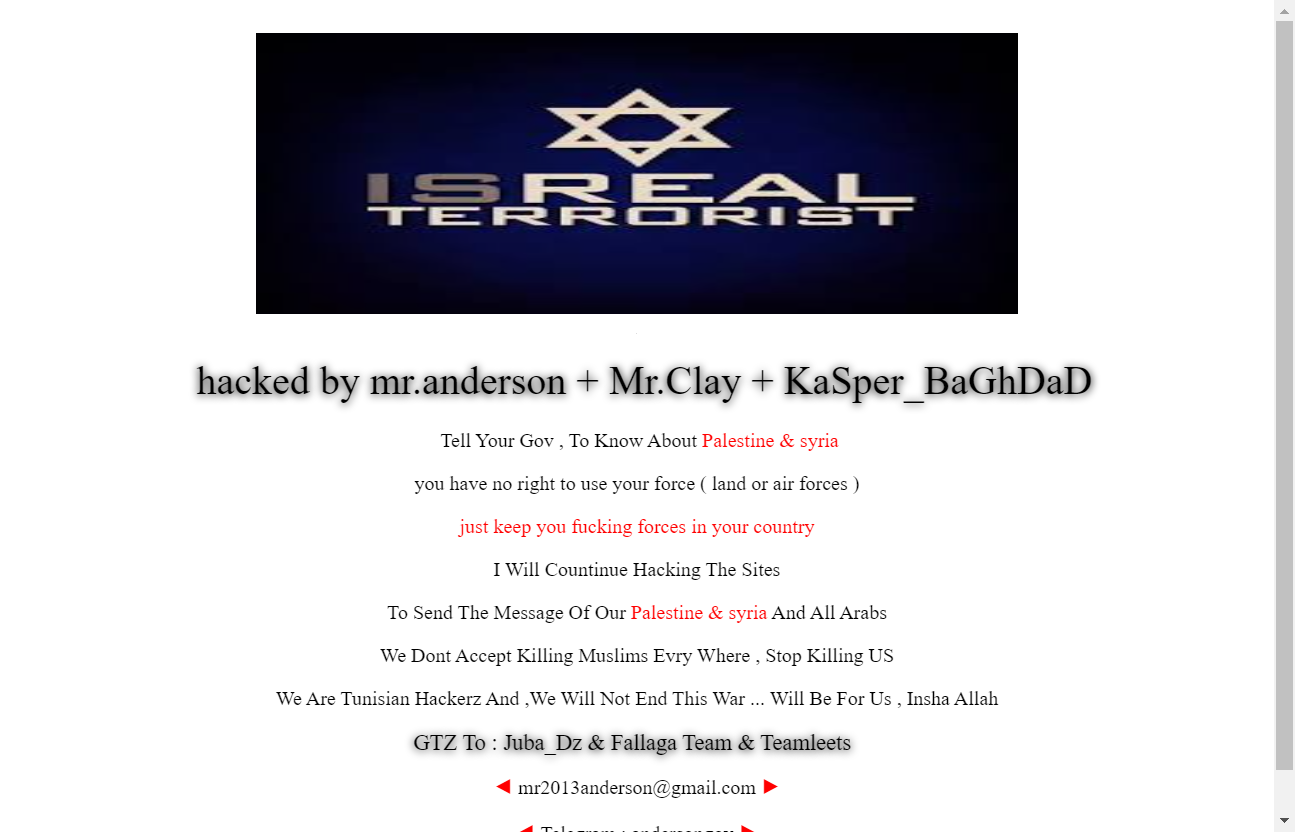 ISREAL
TERRORIST
hacked by mr.anderson + Mr.Clay + KaSper_BaGhDaD
Tell Your Gov , To Know About Palestine & syria
you have no right to use your force ( land or air forces )
just keep you fucking forces in your country
I Will Countinue Hacking The Sites
To Send The Message Of Our Palestine & syria And All Arabs
We Dont Accept Killing Muslims Evry Where , Stop Killing US
We Are Tunisian Hackerz And ,We Will Not End This War ... Will Be For Us , Insha Allah
GTZ To : Juba_Dz & Fallaga Team & Teamleets
◄ mr2013anderson@gmail.com ►
◄ Telegram : ►